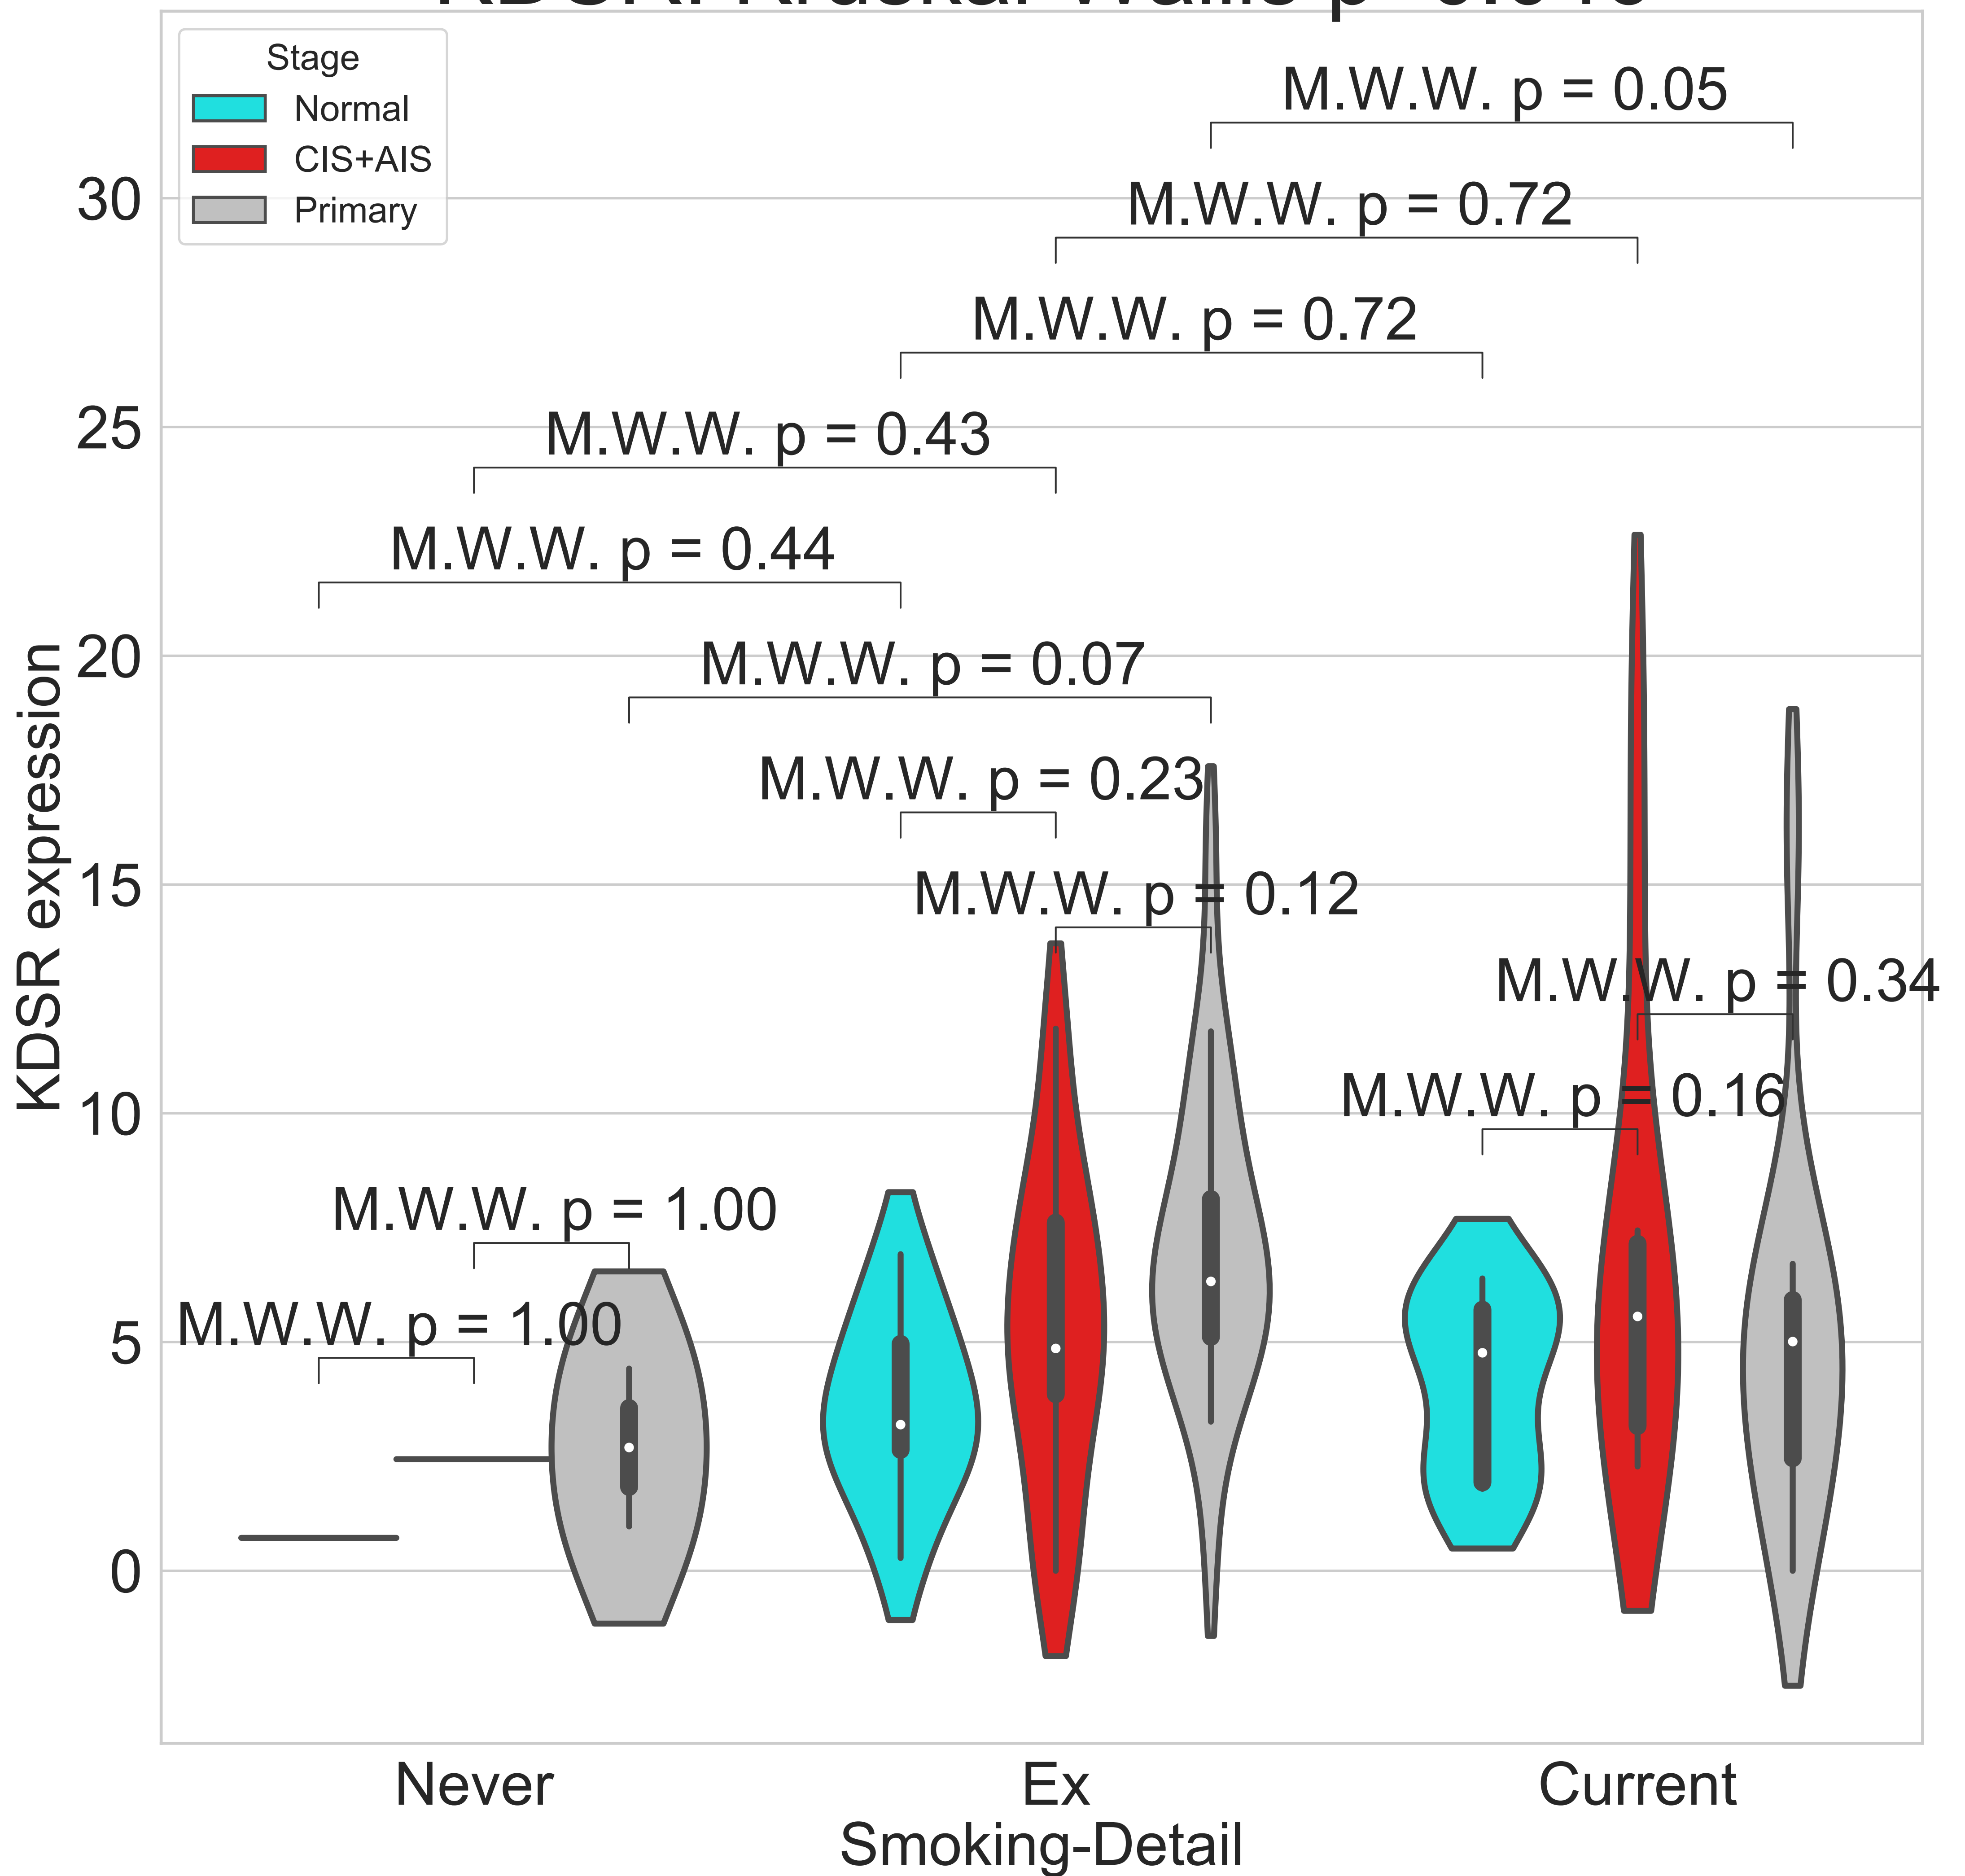 Stage
Normal
CIS+AIS
Primary
M.W.W. p = 0.05
M.W.W. p = 0.72
M.W.W. p = 0.72
M.W.W. p = 0.43
M.W.W. p = 0.44
M.W.W. p = 0.07
M.W.W. p = 0.23
M.W.W. p = 0.12
M.W.W. p = 0.34
M.W.W. p = 0.16
M.W.W. p = 1.00
M.W.W. p = 1.00
30
25
20
15
10
5
0
KDSR expression
Never
Ex
Current
Smoking-Detail